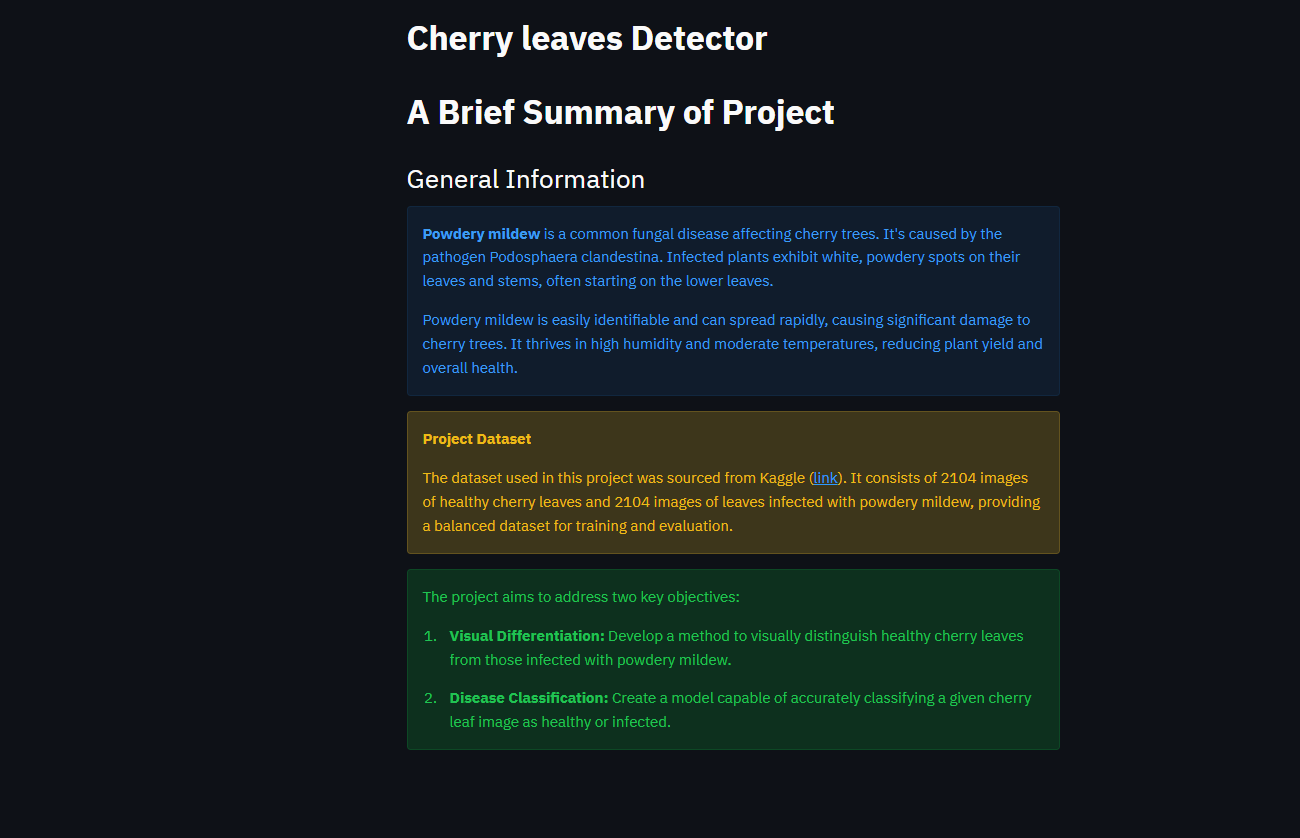 Cherry leaves Detector
A Brief Summary of Project
General Information
Powdery mildew is a common fungal disease affecting cherry trees. It's caused by the
pathogen Podosphaera clandestina. Infected plants exhibit white, powdery spots on their
leaves and stems, often starting on the lower leaves.
Powdery mildew is easily identifiable and can spread rapidly, causing significant damage to
cherry trees. It thrives in high humidity and moderate temperatures, reducing plant yield and
overall health.
Project Dataset
The dataset used in this project was sourced from Kaggle (link). It consists of 2104 images
of healthy cherry leaves and 2104 images of leaves infected with powdery mildew, providing
a balanced dataset for training and evaluation.
The project aims to address two key objectives:
1. Visual Differentiation: Develop a method to visually distinguish healthy cherry leaves
from those infected with powdery mildew.
2. Disease Classification: Create a model capable of accurately classifying a given cherry
leaf image as healthy or infected.